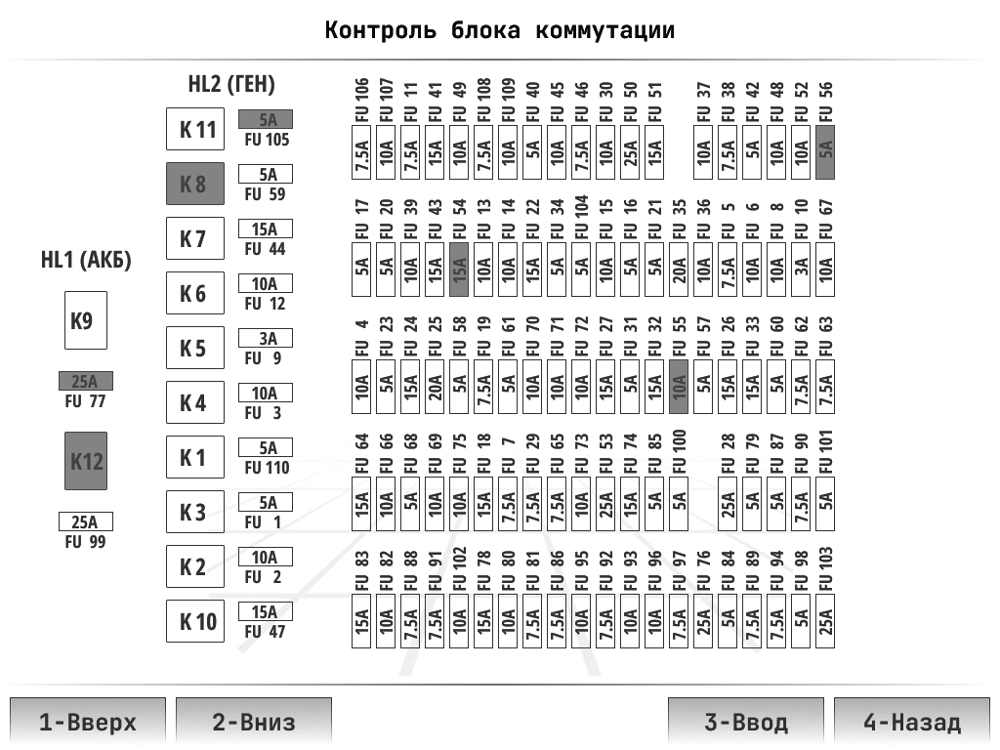 Контроль блока коммутации
HL2 (ГЕН)
K 11
5A
FU 105
K 8
5A
FU 59
K 7
15A
FU 44
K 6
10A
FU 12
K 5
3A
FU 9
K 4
10A
FU 3
K 1
5A
FU 110
K 3
5A
FU 1
K 2
10A
FU 2
K 10
15A
FU 47
HL1 (АКБ)
K9
25A
FU 77
K12
25A
FU 99
FU 106 FU 107 FU 11 FU 41 FU 49 FU 108 FU 109 FU 40 FU 45 FU 46 FU 30 FU 50 FU 51 FU 37 FU 38 FU 42 FU 48 FU 52 FU 56
7.5A 10A 7.5A 15A 10A 7.5A 10A 5A 10A 7.5A 10A 25A 15A 10A 7.5A 5A 10A 10A 5A
FU 17 FU 20 FU 39 FU 43 FU 54 FU 13 FU 14 FU 22 FU 34 FU 104 FU 15 FU 16 FU 21 FU 35 FU 36 FU 5 FU 6 FU 8 FU 10 FU 67
5A 5A 10A 15A 15A 10A 10A 15A 5A 5A 10A 5A 5A 20A 10A 7.5A 10A 10A 3A 10A
FU 4 FU 23 FU 24 FU 25 FU 58 FU 19 FU 61 FU 70 FU 71 FU 72 FU 27 FU 31 FU 32 FU 55 FU 57 FU 26 FU 33 FU 60 FU 62 FU 63
10A 5A 15A 20A 5A 7.5A 5A 10A 10A 10A 15A 5A 15A 10A 5A 15A 15A 5A 7.5A 7.5A
FU 64 FU 66 FU 68 FU 69 FU 75 FU 18 FU 7 FU 29 FU 65 FU 73 FU 53 FU 74 FU 85 FU 100 FU 28 FU 79 FU 87 FU 90 FU 101
15A 10A 5A 10A 10A 15A 7.5A 7.5A 7.5A 10A 25A 15A 5A 5A 25A 5A 5A 7.5A 5A
FU 83 FU 82 FU 88 FU 91 FU 102 FU 78 FU 80 FU 81 FU 86 FU 95 FU 92 FU 93 FU 96 FU 97 FU 76 FU 84 FU 89 FU 94 FU 98 FU 103
15A 10A 7.5A 7.5A 10A 15A 10A 7.5A 7.5A 10A 7.5A 10A 10A 7.5A 25A 5A 7.5A 7.5A 5A 25A
1-Вверх
2-Вниз
3-Ввод
4-Назад